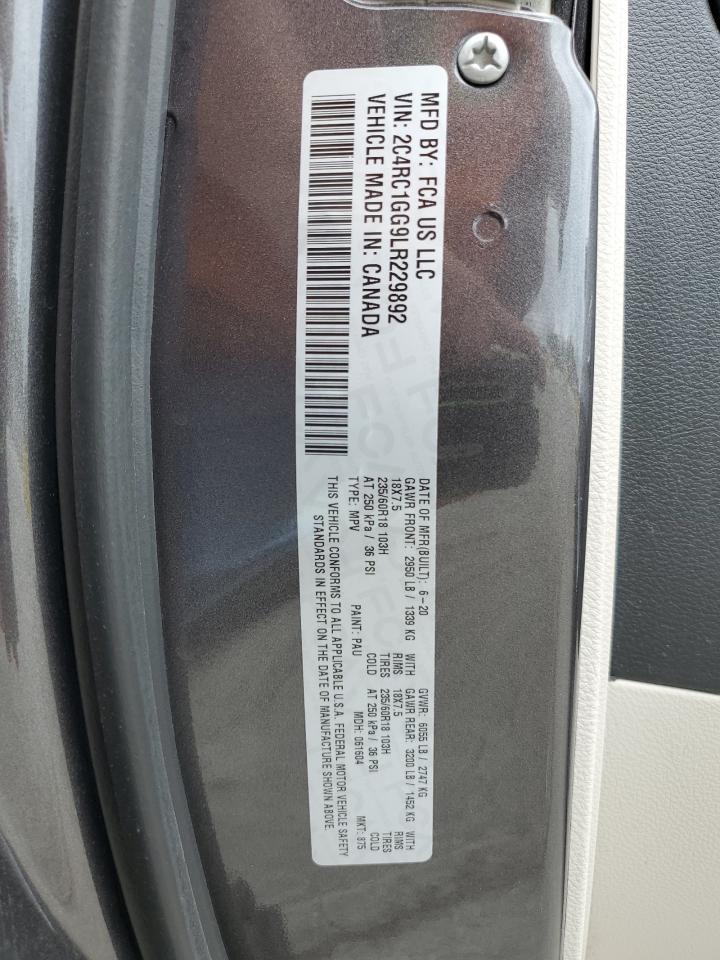 MFD BY: FCA US LLC
VIN: 2C4RC1GG9LR229892
VEHICLE MADE IN: CANADA
DATE OF MFR(BUILT): 6-20 GVWR: 6055 LB / 2747 KG
GAWR FRONT: 2950 LB / 1339 KG WITH GAWR REAR: 3200 LB / 1452 KG WITH
18X7.5 RIMS 18X7.5 RIMS
235/60R18 103H TIRES 235/60R18 103H TIRES
AT 250 kPa / 36 PSI COLD AT 250 kPa / 36 PSI COLD
TYPE: MPV PAINT: PAU MDH: 061604 MKT: 875
THIS VEHICLE CONFORMS TO ALL APPLICABLE U.S.A. FEDERAL MOTOR VEHICLE SAFETY
STANDARDS IN EFFECT ON THE DATE OF MANUFACTURE SHOWN ABOVE.